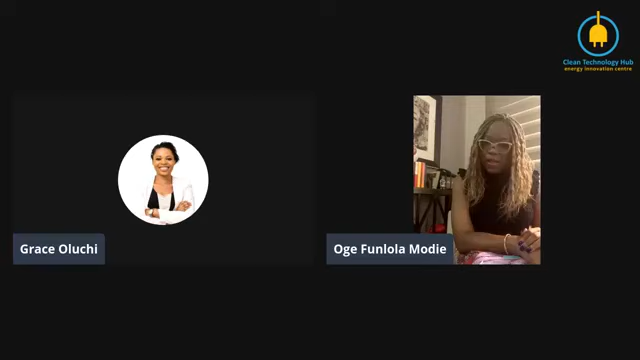 Clean Technology Hub
energy innovation centre
Grace Oluchi
Oge Funlola Modie